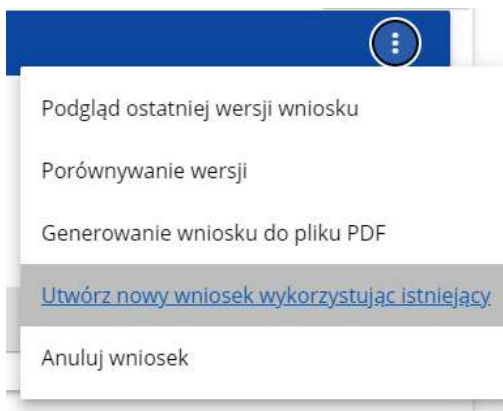 Podgląd ostatniej wersji wniosku
Porównywanie wersji
Generowanie wniosku do pliku PDF
Utwórz nowy wniosek wykorzystując istniejący
Anuluj wniosek